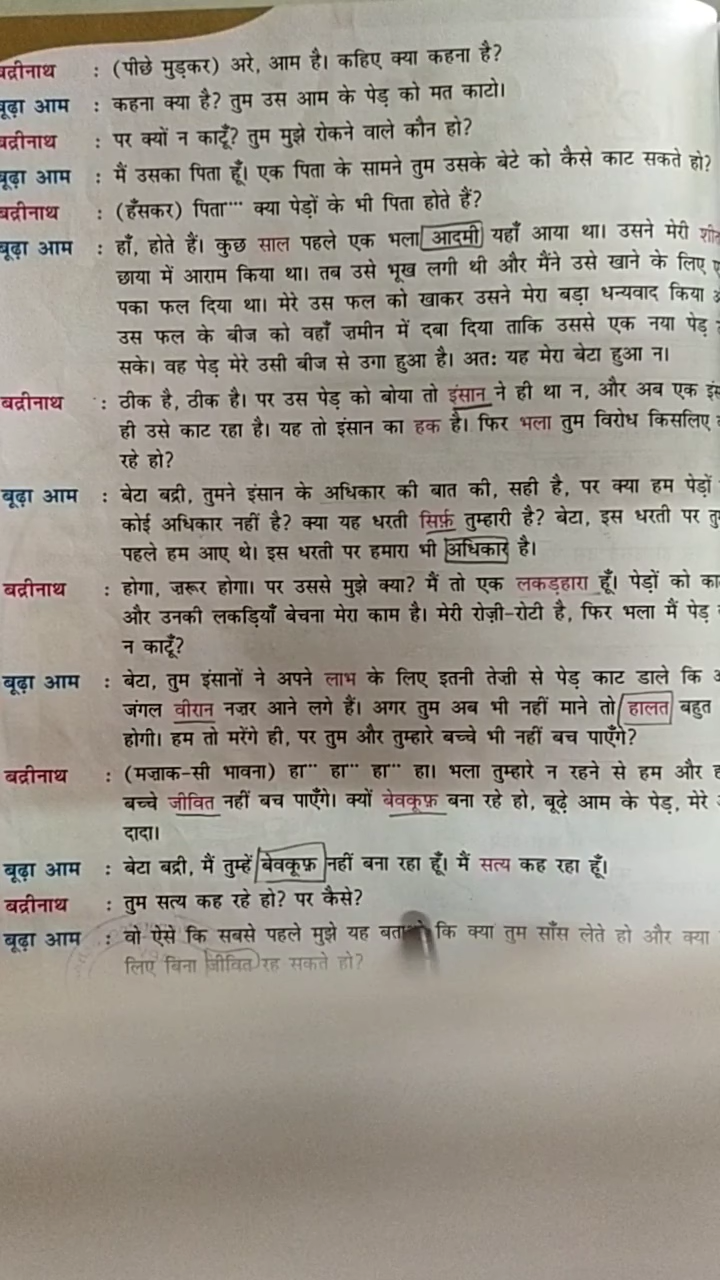 बद्रीनाथ : (पीछे मुड़कर) अरे, आम है। कहिए क्या कहना है?
बूढ़ा आम : कहना क्या है? तुम उस आम के पेड़ को मत काटो।
बद्रीनाथ : पर क्यों न काटूँ? तुम मुझे रोकने वाले कौन हो?
बूढ़ा आम : मैं उसका पिता हूँ। एक पिता के सामने तुम उसके बेटे को कैसे काट सकते हो?
बद्रीनाथ : (हँसकर) पिता... क्या पेड़ों के भी पिता होते हैं?
बूढ़ा आम : हाँ, होते हैं। कुछ साल पहले एक भला आदमी यहाँ आया था। उसने मेरी
छाया में आराम किया था। तब उसे भूख लगी थी और मैंने उसे खाने के लिए
पका फल दिया था। मेरे उस फल को खाकर उसने मेरा बड़ा धन्यवाद किया
उस फल के बीज को वहाँ ज़मीन में दबा दिया ताकि उससे एक नया पेड़
सके। वह पेड़ मेरे उसी बीज से उगा हुआ है। अतः यह मेरा बेटा हुआ न।
बद्रीनाथ : ठीक है, ठीक है। पर उस पेड़ को बोया तो इंसान ने ही था न, और अब एक
ही उसे काट रहा है। यह तो इंसान का हक है। फिर भला तुम विरोध किसलिए
रहे हो?
बूढ़ा आम : बेटा बद्री, तुमने इंसान के अधिकार की बात की, सही है, पर क्या हम पेड़ों
कोई अधिकार नहीं है? क्या यह धरती सिर्फ़ तुम्हारी है? बेटा, इस धरती पर
पहले हम आए थे। इस धरती पर हमारा भी अधिकार है।
बद्रीनाथ : होगा, ज़रूर होगा। पर उससे मुझे क्या? मैं तो एक लकड़हारा हूँ। पेड़ों को
और उनकी लकड़ियाँ बेचना मेरा काम है। मेरी रोज़ी-रोटी है, फिर भला मैं पेड़
न काटूँ?
बूढ़ा आम : बेटा, तुम इंसानों ने अपने लाभ के लिए इतनी तेज़ी से पेड़ काट डाले कि
जंगल वीरान नज़र आने लगे हैं। अगर तुम अब भी नहीं माने तो हालत बहुत
होगी। हम तो मरेंगे ही, पर तुम और तुम्हारे बच्चे भी नहीं बच पाएँगे?
बद्रीनाथ : (मज़ाक-सी भावना) हा... हा... हा... हा। भला तुम्हारे न रहने से हम और
बच्चे जीवित नहीं बच पाएँगे। क्यों बेवकूफ़ बना रहे हो, बूढ़े आम के पेड़, मेरे
दादा।
बूढ़ा आम : बेटा बद्री, मैं तुम्हें बेवकूफ़ नहीं बना रहा हूँ। मैं सत्य कह रहा हूँ।
बद्रीनाथ : तुम सत्य कह रहे हो? पर कैसे?
बूढ़ा आम : वो ऐसे कि सबसे पहले मुझे यह कि क्या तुम साँस लेते हो और क्या
लिए बिना जीवित रह सकते हो?